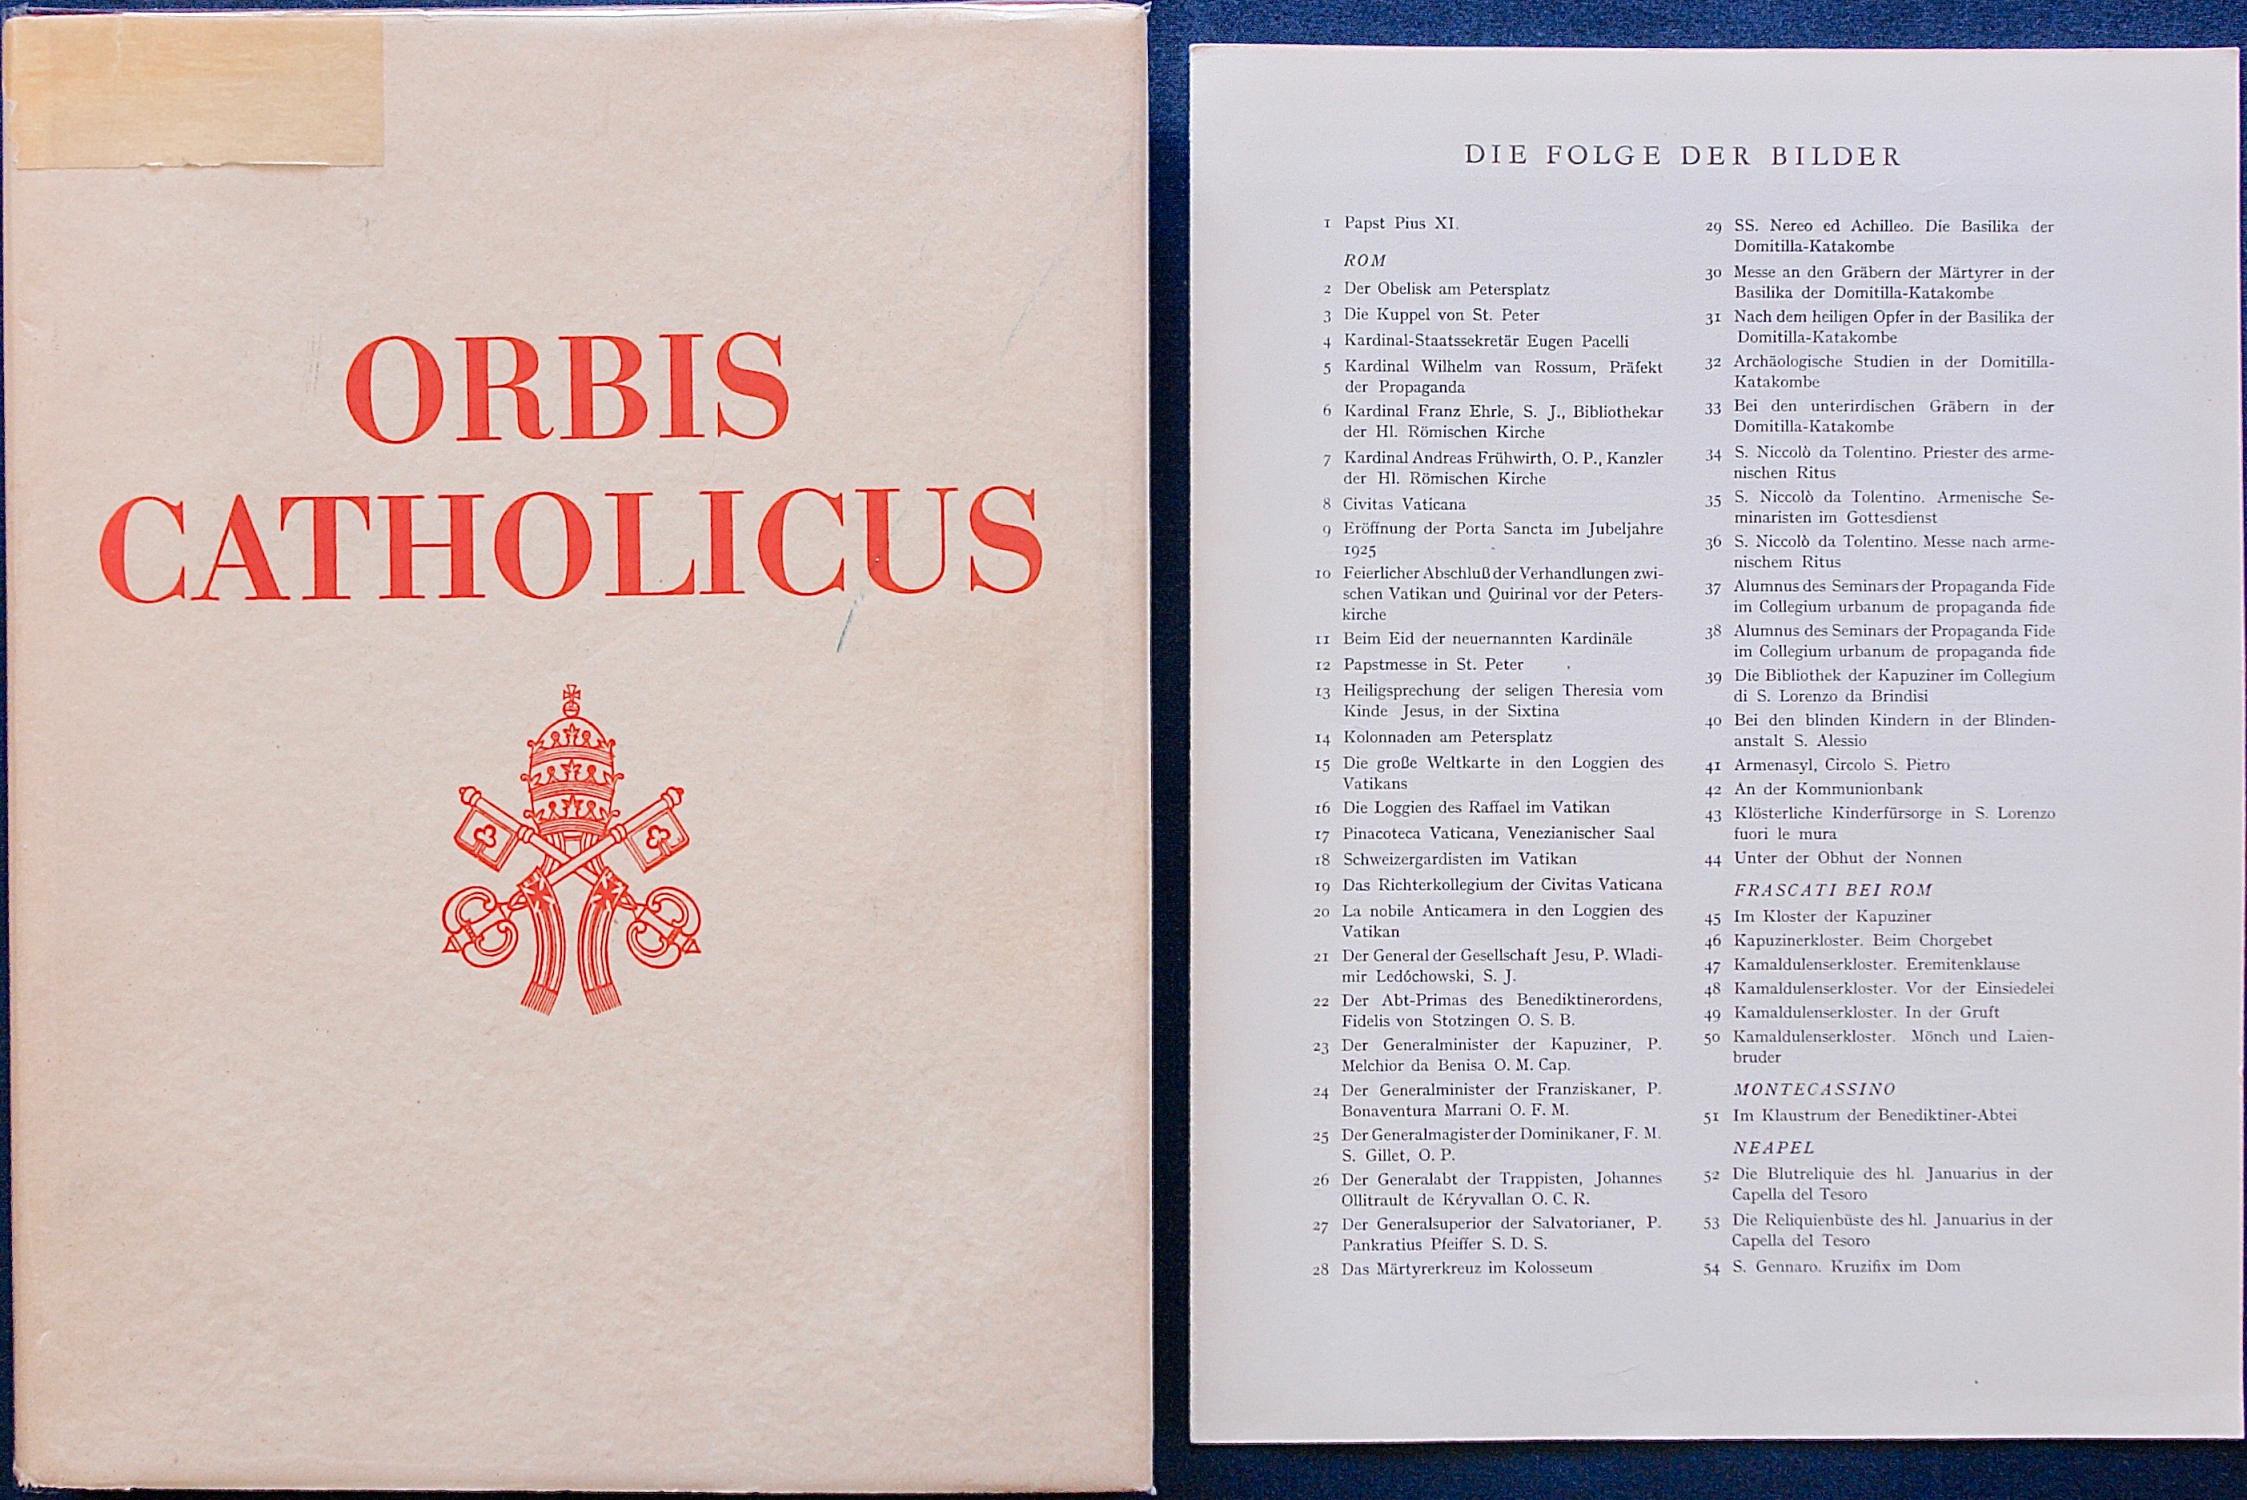 ORBIS
CATHOLICUS
DIE FOLGE DER BILDER
1 Papst Pius XI.
ROM
2 Der Obelisk am Petersplatz
3 Die Kuppel von St. Peter
4 Kardinal-Staatssekretär Eugen Pacelli
5 Kardinal Wilhelm van Rossum, Präfekt
der Propaganda
6 Kardinal Franz Ehrle, S. J., Bibliothekar
der Hl. Römischen Kirche
7 Kardinal Andreas Frühwirth, O. P., Kanzler
der Hl. Römischen Kirche
8 Civitas Vaticana
9 Eröffnung der Porta Sancta im Jubeljahre
1925
10 Feierlicher Abschluß der Verhandlungen zwi-
schen Vatikan und Quirinal vor der Peters-
kirche
11 Beim Eid der neuernannten Kardinäle
12 Papstmesse in St. Peter
13 Heiligsprechung der seligen Theresia vom
Kinde Jesus, in der Sixtina
14 Kolonnaden am Petersplatz
15 Die große Weltkarte in den Loggien des
Vatikans
16 Die Loggien des Raffael im Vatikan
17 Pinacoteca Vaticana, Venezianischer Saal
18 Schweizergardisten im Vatikan
19 Das Richterkollegium der Civitas Vaticana
20 La nobile Anticamera in den Loggien des
Vatikan
21 Der General der Gesellschaft Jesu, P. Wladi-
mir Ledóchowski, S. J.
22 Der Abt-Primas des Benediktinerordens,
Fidelis von Stotzingen O. S. B.
23 Der Generalminister der Kapuziner, P.
Melchior da Benisa O. M. Cap.
24 Der Generalminister der Franziskaner, P.
Bonaventura Marrani O. F. M.
25 Der Generalmagister der Dominikaner, F. M.
S. Gillet, O. P.
26 Der Generalabt der Trappisten, Johannes
Ollitrault de Kéryvallan O. C. R.
27 Der Generalsuperior der Salvatorianer, P.
Pankratius Pfeiffer S. D. S.
28 Das Märtyrerkreuz im Kolosseum
29 SS. Nereo ed Achilleo. Die Basilika der
Domitilla-Katakombe
30 Messe an den Gräbern der Märtyrer in der
Basilika der Domitilla-Katakombe
31 Nach dem heiligen Opfer in der Basilika der
Domitilla-Katakombe
32 Archäologische Studien in der Domitilla-
Katakombe
33 Bei den unterirdischen Gräbern in der
Domitilla-Katakombe
34 S. Niccolò da Tolentino. Priester des arme-
nischen Ritus
35 S. Niccolò da Tolentino. Armenische Se-
minaristen im Gottesdienst
36 S. Niccolò da Tolentino. Messe nach arme-
nischem Ritus
37 Alumnus des Seminars der Propaganda Fide
im Collegium urbanum de propaganda fide
38 Alumnus des Seminars der Propaganda Fide
im Collegium urbanum de propaganda fide
39 Die Bibliothek der Kapuziner im Collegium
di S. Lorenzo da Brindisi
40 Bei den blinden Kindern in der Blinden-
anstalt S. Alessio
41 Armenasyl, Circolo S. Pietro
42 An der Kommunionbank
43 Klösterliche Kinderfürsorge in S. Lorenzo
fuori le mura
44 Unter der Obhut der Nonnen
FRASCATI BEI ROM
45 Im Kloster der Kapuziner
46 Kapuzinerkloster. Beim Chorgebet
47 Kamaldulenserkloster. Eremitenklause
48 Kamaldulenserkloster. Vor der Einsiedelei
49 Kamaldulenserkloster. In der Gruft
50 Kamaldulenserkloster. Mönch und Laien-
bruder
MONTECASSINO
51 Im Klaustrum der Benediktiner-Abtei
NEAPEL
52 Die Blutreliquie des hl. Januarius in der
Capella del Tesoro
53 Die Reliquienbüste des hl. Januarius in der
Capella del Tesoro
54 S. Gennaro. Kruzifix im Dom